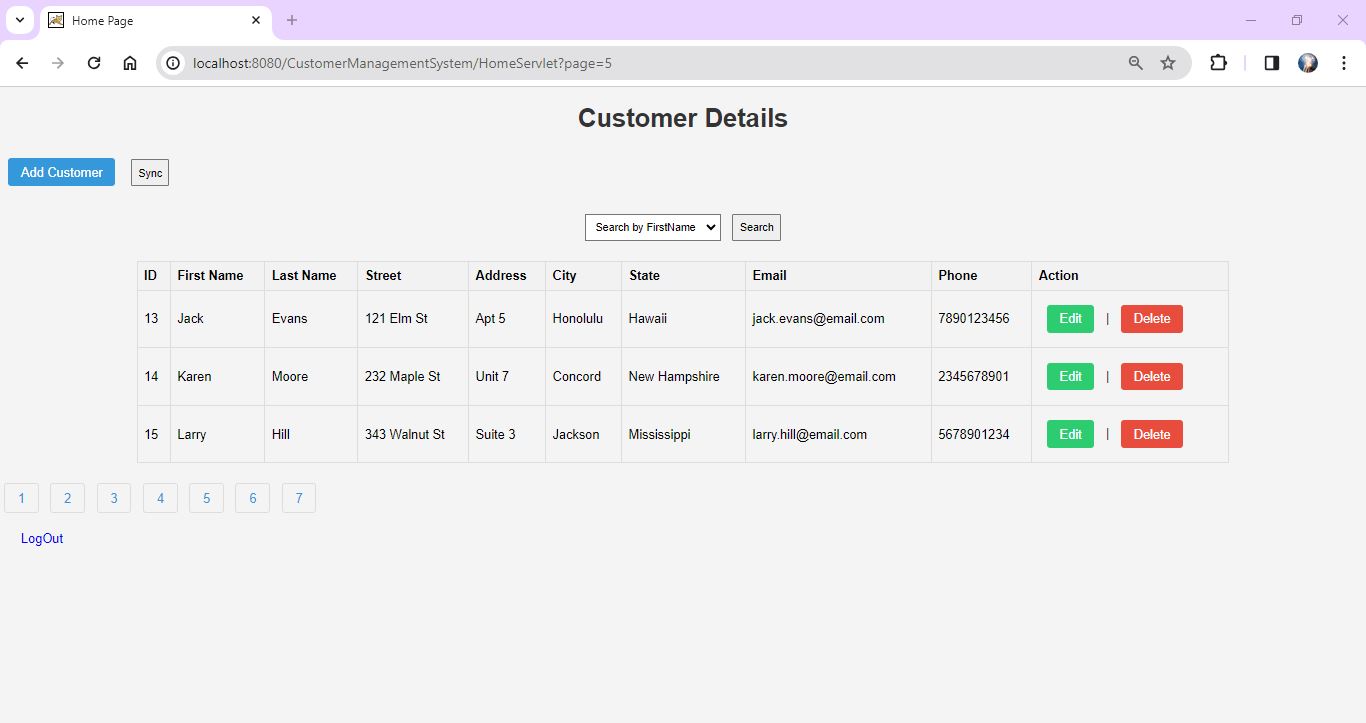 Home Page
localhost:8080/CustomerManagementSystem/HomeServlet?page=5
Customer Details
Add Customer Sync
Search by FirstName Search
ID First Name Last Name Street Address City State Email Phone Action
13 Jack Evans 121 Elm St Apt 5 Honolulu Hawaii jack.evans@email.com 7890123456 Edit | Delete
14 Karen Moore 232 Maple St Unit 7 Concord New Hampshire karen.moore@email.com 2345678901 Edit | Delete
15 Larry Hill 343 Walnut St Suite 3 Jackson Mississippi larry.hill@email.com 5678901234 Edit | Delete
1 2 3 4 5 6 7
LogOut